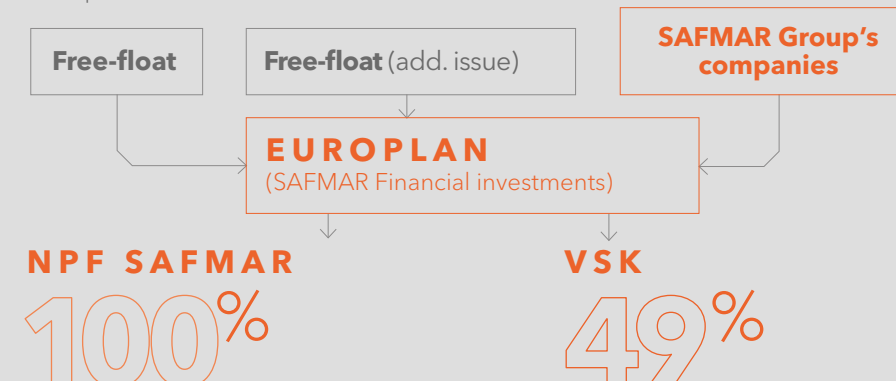 Free-float
Free-float (add. issue)
SAFMAR Group's
companies
EUROPLAN
(SAFMAR Financial investments)
NPF SAFMAR
VSK
100%
49%